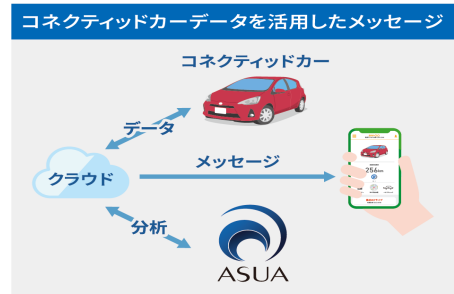 コネクティッドカーデータを活用したメッセージ
コネクティッドカー
データ
クラウド
メッセージ
256km
分析
ASUA